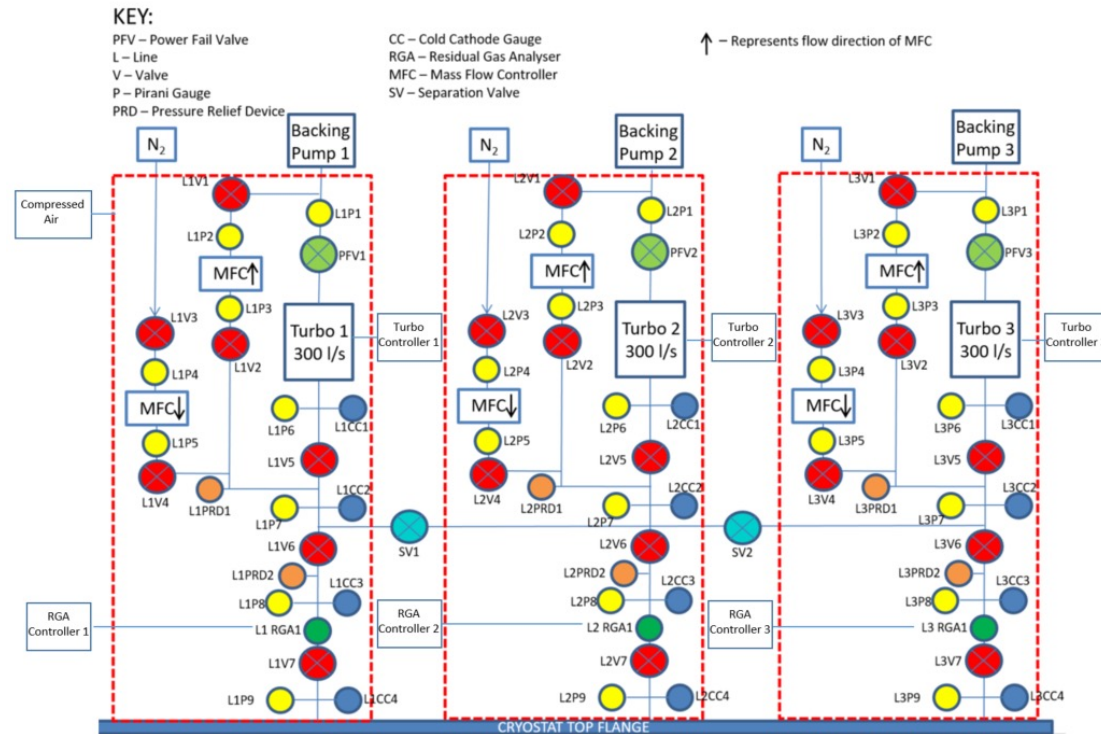 KEY:
PFV – Power Fail Valve
L – Line
V – Valve
P – Pirani Gauge
PRD – Pressure Relief Device
CC – Cold Cathode Gauge
RGA – Residual Gas Analyser
MFC – Mass Flow Controller
SV – Separation Valve
↑ – Represents flow direction of MFC
Compressed
Air
N2
Backing
Pump 1
L1V1
L1P1
L1P2
PFV1
MFC↑
L1P3
L1V3
L1V2
Turbo 1
300 l/s
Turbo
Controller 1
L1P4
MFC↓
L1P6
L1CC1
L1P5
L1V5
L1V4
L1PRD1
L1CC2
L1P7
L1V6
SV1
L1PRD2
L1CC3
L1P8
RGA
Controller 1
L1 RGA1
L1V7
L1P9
L1CC4
N2
Backing
Pump 2
L2V1
L2P1
L2P2
PFV2
MFC↑
L2P3
L2V3
L2V2
Turbo 2
300 l/s
Turbo
Controller 2
L2P4
MFC↓
L2P6
L2CC1
L2P5
L2V5
L2V4
L2PRD1
L2CC2
L2P7
L2V6
SV2
L2PRD2
L2CC3
L2P8
RGA
Controller 2
L2 RGA1
L2V7
L2P9
L2CC4
N2
Backing
Pump 3
L3V1
L3P1
L3P2
PFV3
MFC↑
L3P3
L3V3
L3V2
Turbo 3
300 l/s
Turbo
Controller
L3P4
MFC↓
L3P6
L3CC1
L3P5
L3V5
L3V4
L3PRD1
L3CC2
L3P7
L3V6
L3PRD2
L3CC3
L3P8
RGA
Controller 3
L3 RGA1
L3V7
L3P9
L3CC4
CRYOSTAT TOP FLANGE